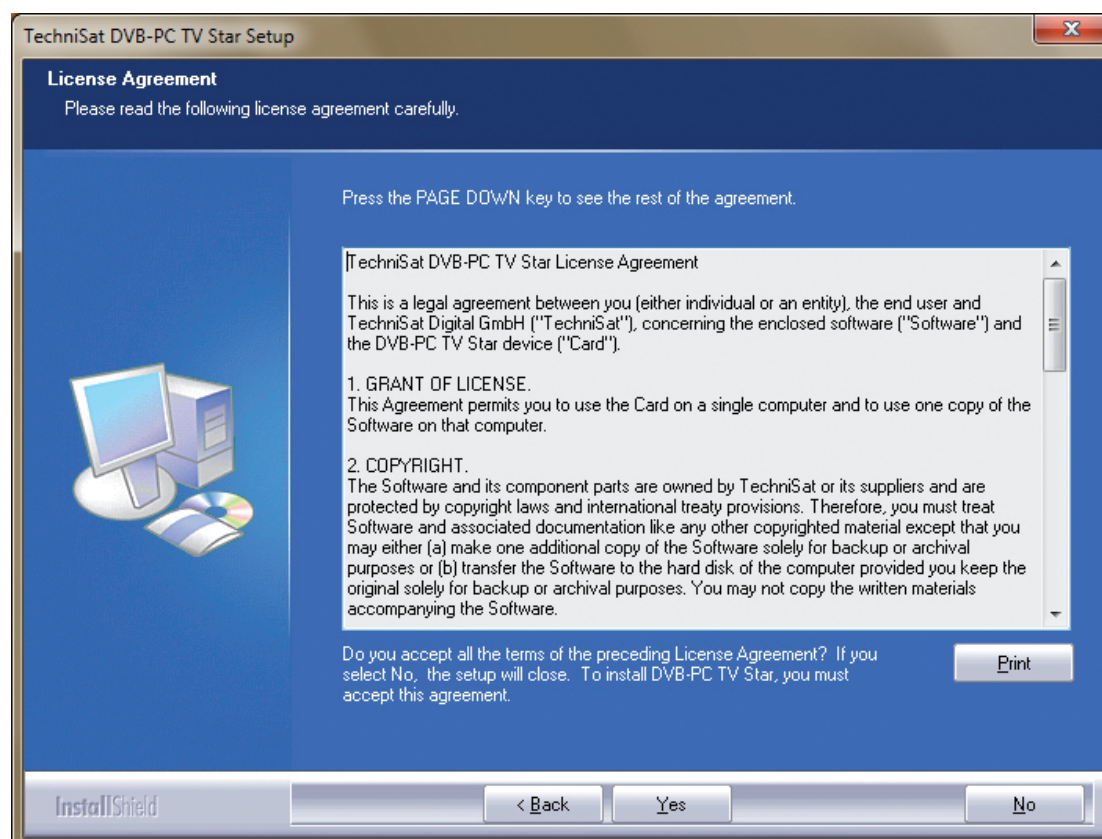 TechniSat DVB-PC TV Star Setup
License Agreement
Please read the following license agreement carefully.
Press the PAGE DOWN key to see the rest of the agreement.
TechniSat DVB-PC TV Star License Agreement
This is a legal agreement between you (either individual or an entity), the end user and
TechniSat Digital GmbH ("TechniSat"), concerning the enclosed software ("Software") and
the DVB-PC TV Star device ("Card").
1. GRANT OF LICENSE.
This Agreement permits you to use the Card on a single computer and to use one copy of the
Software on that computer.
2. COPYRIGHT.
The Software and its component parts are owned by TechniSat or its suppliers and are
protected by copyright laws and international treaty provisions. Therefore, you must treat
Software and associated documentation like any other copyrighted material except that you
may either (a) make one additional copy of the Software solely for backup or archival
purposes or (b) transfer the Software to the hard disk of the computer provided you keep the
original solely for backup or archival purposes. You may not copy the written materials
accompanying the Software.
Do you accept all the terms of the preceding License Agreement? If you
select No, the setup will close. To install DVB-PC TV Star, you must
accept this agreement.
Print
InstallShield
< Back
Yes
No